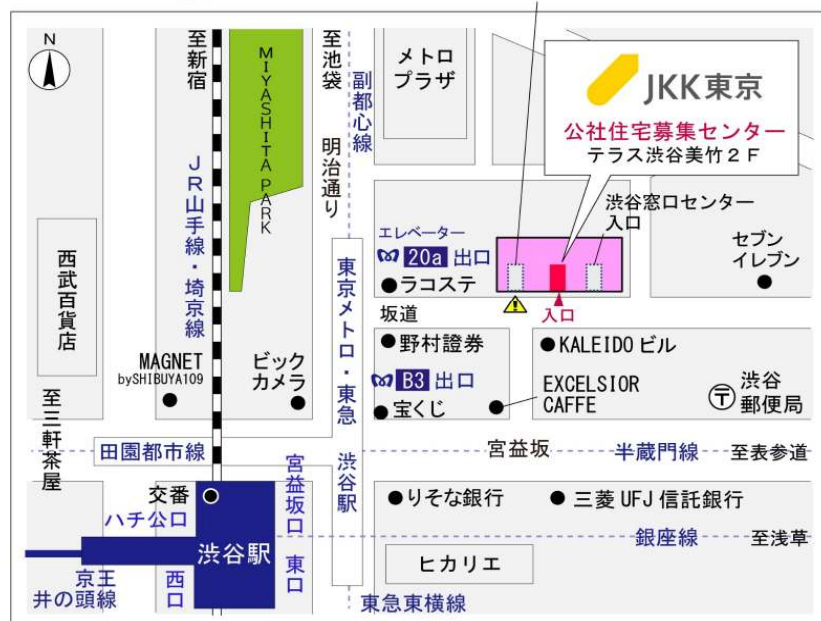 N
至新宿
MIYASHITA PARK
至池袋
副都心線
明治通り
メトロ
プラザ
JKK東京
公社住宅募集センター
テラス渋谷美竹2F
JR山手線・埼京線
エレベーター
20a 出口
ラコステ
渋谷窓口センター
入口
セブン
イレブン
西武百貨店
東京メトロ・東急 渋谷駅
坂道
入口
野村證券
KALEIDO ビル
MAGNET
bySHIBUYA109
ビック
カメラ
B3 出口
宝くじ
EXCELSIOR
CAFFE
〒
渋谷
郵便局
至三軒茶屋
田園都市線
宮益坂
半蔵門線
至表参道
宮益坂口
交番
ハチ公口
りそな銀行
三菱 UFJ 信託銀行
渋谷駅
銀座線
至浅草
ヒカリエ
京王
井の頭線
西口
東口
東急東横線